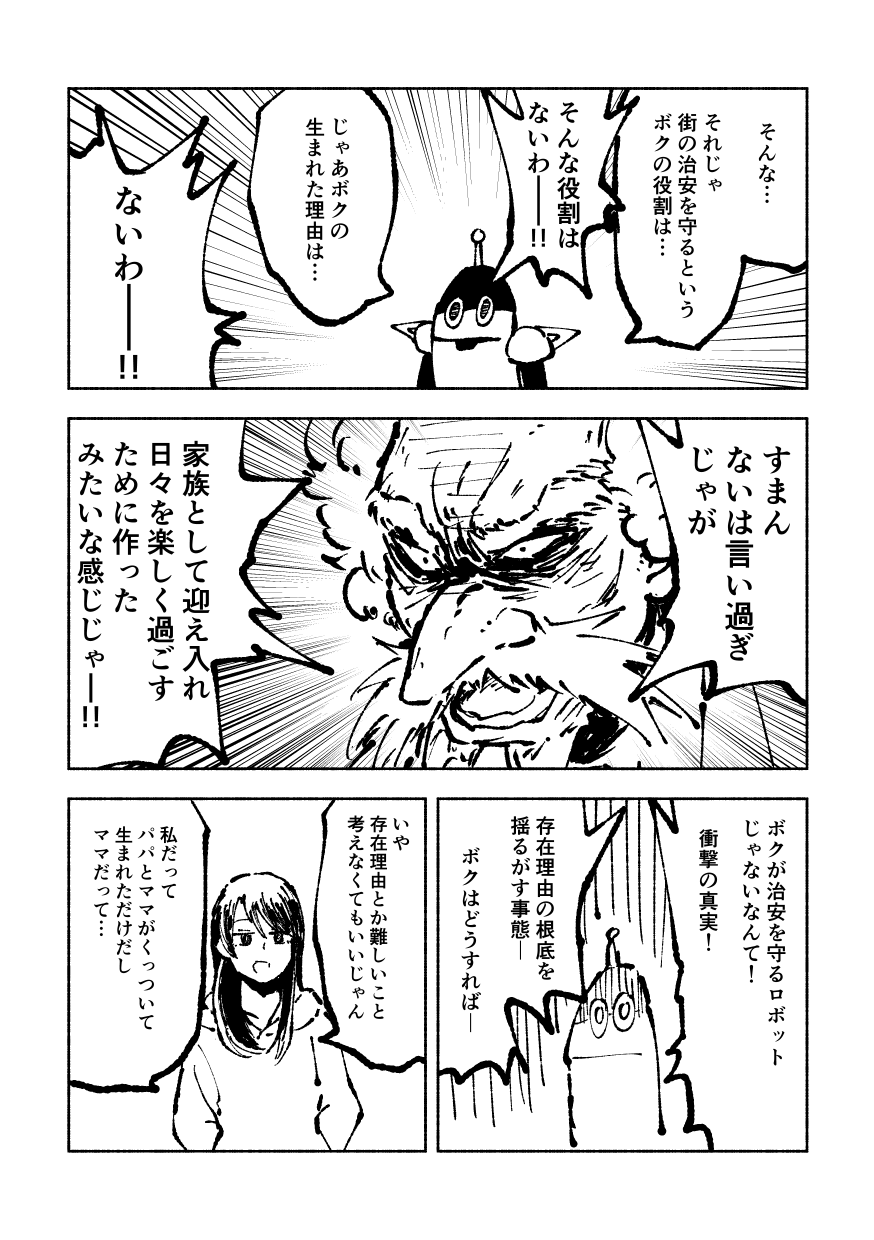 そんな…
それじゃ
街の治安を守るという
ボクの役割は…
そんな役割は
ないわ――!!
じゃあボクの
生まれた理由は…
ないわ――!!
すまん
ないは言い過ぎ
じゃが
家族として迎え入れ
日々を楽しく過ごす
ために作った
みたいな感じじゃ―!!
ボクが治安を守るロボット
じゃないなんて！
衝撃の真実！
存在理由の根底を
揺るがす事態―
ボクはどうすれば―
いや
存在理由とか難しいこと
考えなくてもいいじゃん
私だって
パパとママがくっついて
生まれただけだし
ママだって…